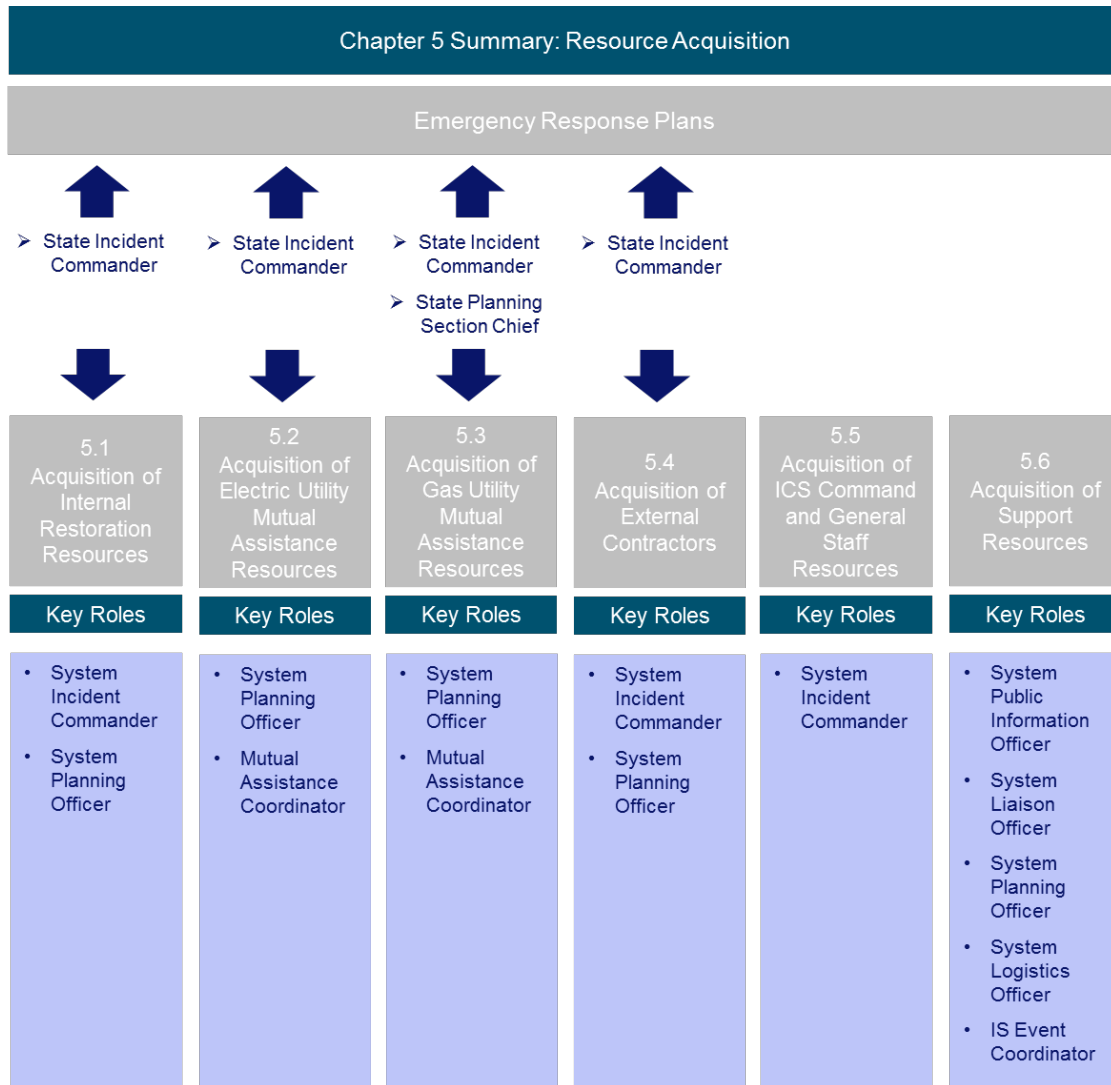 Chapter 5 Summary: Resource Acquisition
Emergency Response Plans
➢ State Incident
Commander
➢ State Incident
Commander
➢ State Incident
Commander
➢ State Planning
Section Chief
➢ State Incident
Commander
5.1
Acquisition of
Internal
Restoration
Resources
5.2
Acquisition of
Electric Utility
Mutual
Assistance
Resources
5.3
Acquisition of
Gas Utility
Mutual
Assistance
Resources
5.4
Acquisition of
External
Contractors
5.5
Acquisition of
ICS Command
and General
Staff
Resources
5.6
Acquisition of
Support
Resources
Key Roles
Key Roles
Key Roles
Key Roles
Key Roles
Key Roles
• System
Incident
Commander
• System
Planning
Officer
• System
Planning
Officer
• Mutual
Assistance
Coordinator
• System
Planning
Officer
• Mutual
Assistance
Coordinator
• System
Incident
Commander
• System
Planning
Officer
• System
Incident
Commander
• System
Public
Information
Officer
• System
Liaison
Officer
• System
Planning
Officer
• System
Logistics
Officer
• IS Event
Coordinator